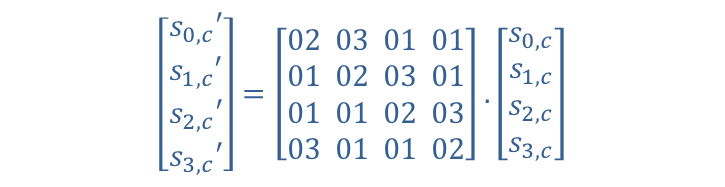 [s₀,c′] = [02 03 01 01] . [s₀,c]
[s₁,c′] [01 02 03 01] [s₁,c]
[s₂,c′] [01 01 02 03] [s₂,c]
[s₃,c′] [03 01 01 02] [s₃,c]